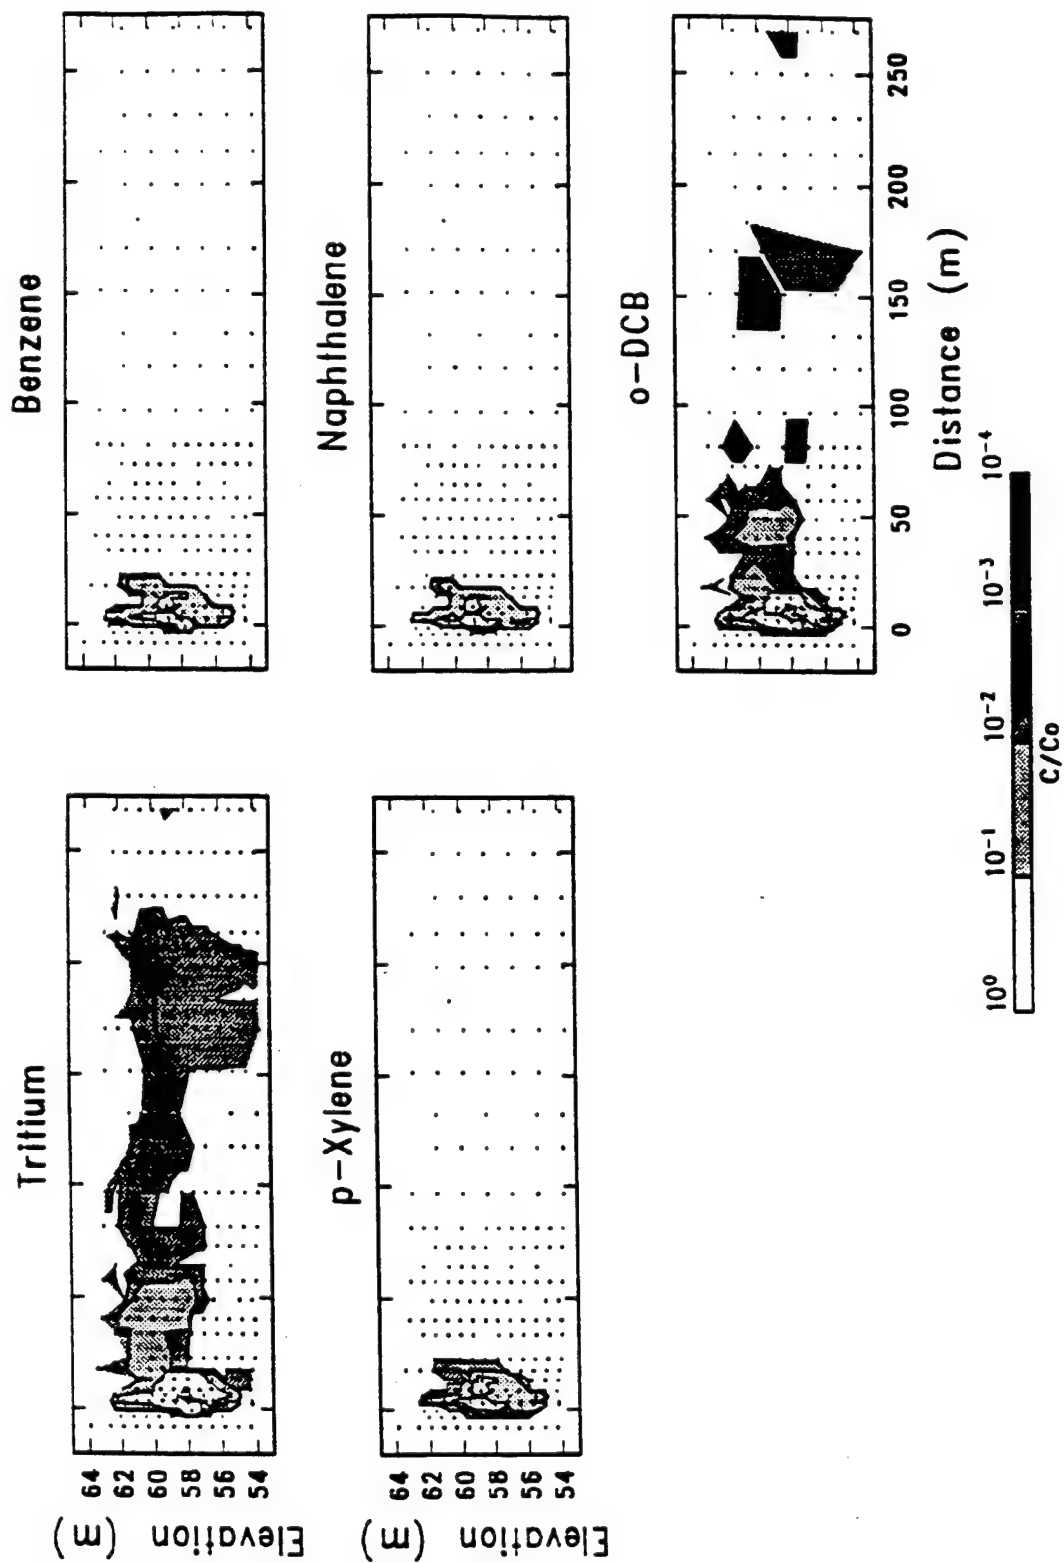 Tritium
Benzene
Elevation (m)
64
62
60
58
56
54
p-Xylene
Naphthalene
Elevation (m)
64
62
60
58
56
54
o-DCB
0
50
100
150
200
250
Distance (m)
10⁰
10⁻¹
10⁻²
10⁻³
10⁻⁴
C/Co